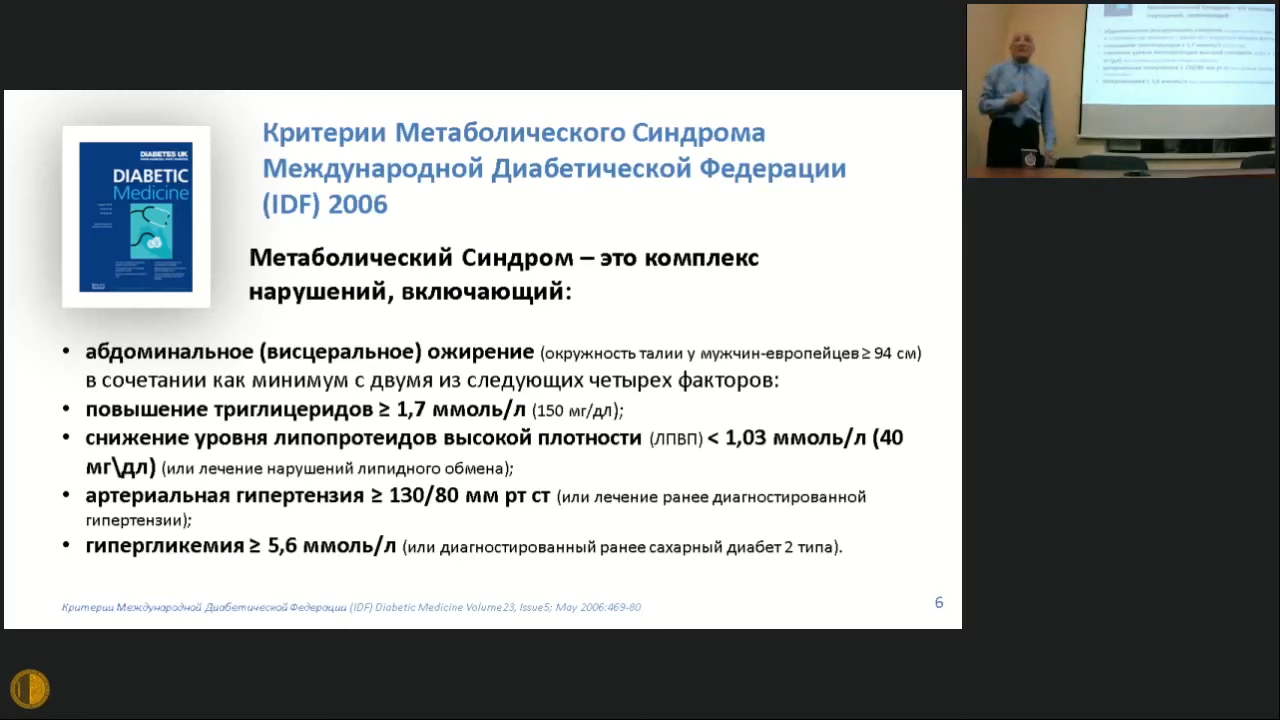 Критерии Метаболического Синдрома
Международной Диабетической Федерации
(IDF) 2006
DIABETES UK
DIABETIC
Medicine
Метаболический Синдром – это комплекс
нарушений, включающий:
• абдоминальное (висцеральное) ожирение (окружность талии у мужчин-европейцев ≥ 94 см)
в сочетании как минимум с двумя из следующих четырех факторов:
• повышение триглицеридов ≥ 1,7 ммоль/л (150 мг/дл);
• снижение уровня липопротеидов высокой плотности (ЛПВП) < 1,03 ммоль/л (40
мг\дл) (или лечение нарушений липидного обмена);
• артериальная гипертензия ≥ 130/80 мм рт ст (или лечение ранее диагностированной
гипертензии);
• гипергликемия ≥ 5,6 ммоль/л (или диагностированный ранее сахарный диабет 2 типа).
Критерии Международной Диабетической Федерации (IDF) Diabetic Medicine Volume 23, Issue 5; May 2006:469-80
6